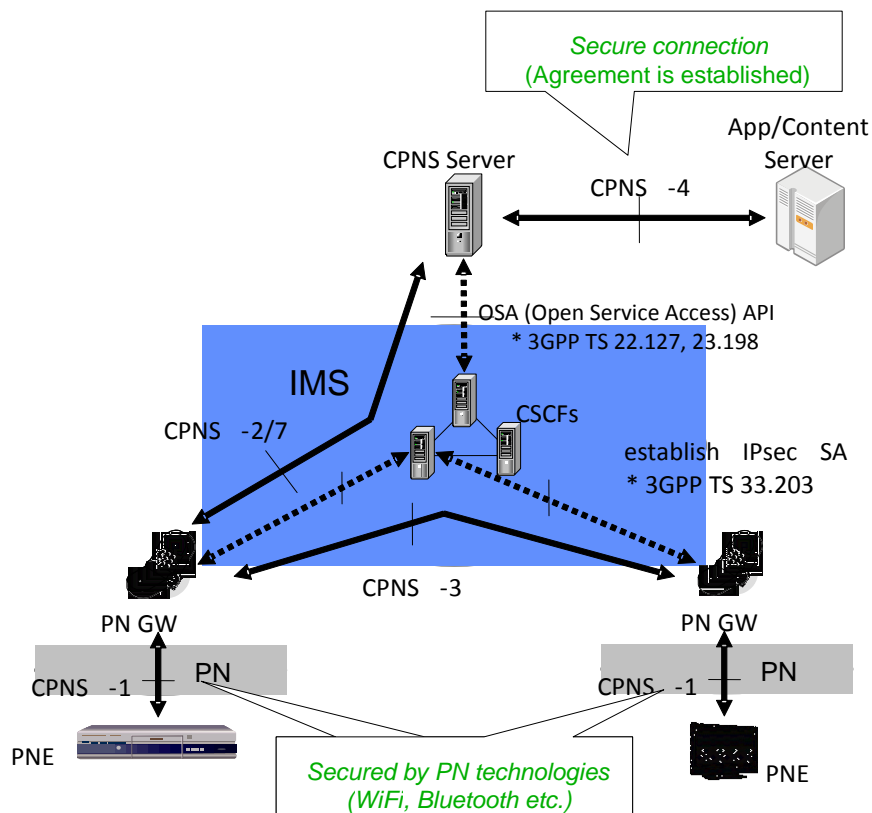 Secure connection
(Agreement is established)
App/Content
Server
CPNS Server
CPNS -4
OSA (Open Service Access) API
* 3GPP TS 22.127, 23.198
IMS
CSCFs
CPNS -2/7
establish IPsec SA
* 3GPP TS 33.203
CPNS -3
PN GW
PN GW
PN
PN
CPNS -1
CPNS -1
PNE
PNE
Secured by PN technologies
(WiFi, Bluetooth etc.)